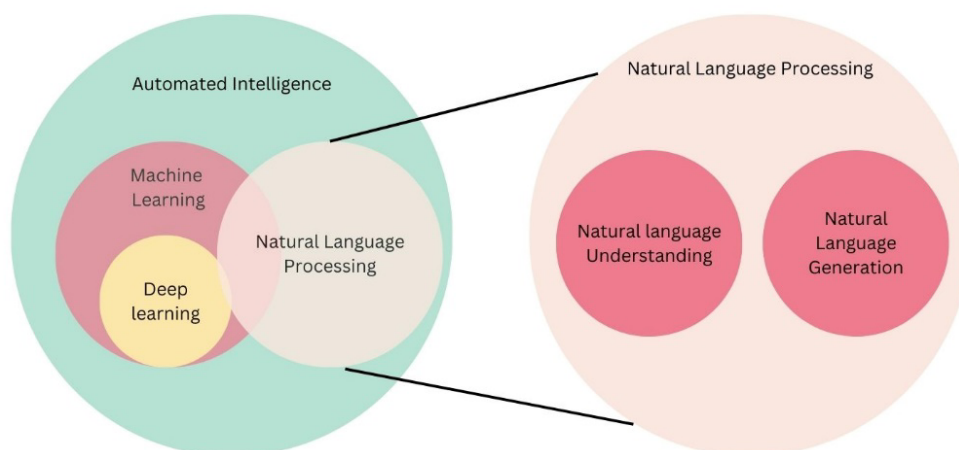 Automated Intelligence
Machine
Learning
Natural Language
Processing
Deep
learning
Natural Language Processing
Natural language
Understanding
Natural
Language
Generation